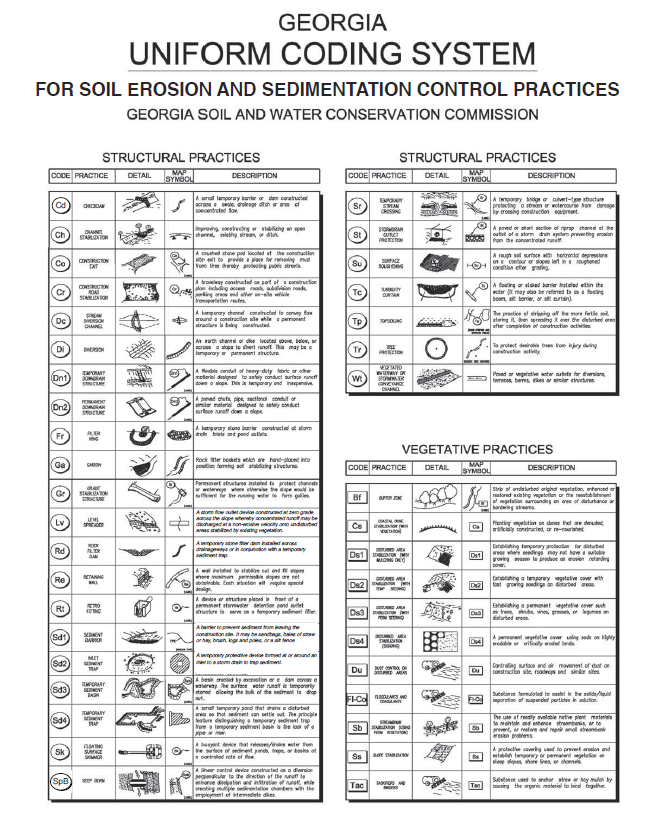 GEORGIA
UNIFORM CODING SYSTEM
FOR SOIL EROSION AND SEDIMENTATION CONTROL PRACTICES
GEORGIA SOIL AND WATER CONSERVATION COMMISSION
STRUCTURAL PRACTICES
CODE PRACTICE DETAIL MAP SYMBOL DESCRIPTION
Cd CHECKDAM
A small temporary barrier or dam constructed
across a swale, drainage ditch or area of
concentrated flow.
Ch CHANNEL STABILIZATION
Improving, constructing or stabilizing an open
channel, existing stream, or ditch.
Co CONSTRUCTION EXIT
A crushed stone pad located at the construction
site exit to provide a place for removing mud
from tires thereby protecting public streets.
Cr CONSTRUCTION ROAD STABILIZATION
A travelway constructed as part of a construction
plan including access roads, subdivision roads,
parking areas and other on-site vehicle
transportation routes.
Dc STREAM DIVERSION CHANNEL
A temporary channel constructed to convey flow
around a construction site while a permanent
structure is being constructed.
Di DIVERSION
An earth channel or dike located above, below, or
across a slope to divert runoff. This may be a
temporary or permanent structure.
Dn1 TEMPORARY DOWNDRAIN STRUCTURE
A flexible conduit of heavy-duty fabric or other
material designed to safely conduct surface runoff
down a slope. This is temporary and inexpensive.
Dn2 PERMANENT DOWNDRAIN STRUCTURE
A paved chute, pipe, sectional conduit or
similar material designed to safely conduct
surface runoff down a slope.
Fr FILTER RING
A temporary stone barrier constructed at storm
drain inlets and pond outlets.
Ga GABION
Rock filter baskets which are hand-placed into
position forming soil stabilizing structures.
Gr GRADE STABILIZATION STRUCTURE
Permanent structures installed to protect channels
or waterways where otherwise the slope would be
sufficient for the running water to form gullies.
Lv LEVEL SPREADER
A storm flow outlet device constructed at zero grade
across the slope whereby concentrated runoff may be
discharged at a non-erosive velocity onto undisturbed
areas stabilized by existing vegetation.
Rd ROCK FILTER DAM
A temporary stone filter dam installed across
drainageways or in conjunction with a temporary
sediment trap.
Re RETAINING WALL
A wall installed to stabilize cut and fill slopes
where maximum permissible slopes are not
obtainable. Each situation will require special
design.
Rt RETRO FITTING
A device or structure placed in front of a
permanent stormwater detention pond outlet
structure to serve as a temporary sediment filter.
Sd1 SEDIMENT BARRIER
A barrier to prevent sediment from leaving the
construction site. It may be sandbags, bales of straw
or hay, brush, logs and poles, or a silt fence
Sd2 INLET SEDIMENT TRAP
A temporary protective device formed at or around an
inlet to a storm drain to trap sediment.
Sd3 TEMPORARY SEDIMENT BASIN
A basin created by excavation or a dam across a
waterway. The surface water runoff is temporarily
stored allowing the bulk of the sediment to drop
out.
Sd4 TEMPORARY SEDIMENT TRAP
A small temporary pond that drains a disturbed
area so that sediment can settle out. The principle
feature distinguishing a temporary sediment trap
from a temporary sediment basin is the lack of a
pipe or riser.
Sk FLOATING SURFACE SKIMMER
A buoyant device that releases/drains water from
the surface of sediment ponds, traps, or basins at
a controlled rate of flow.
SpB SEEP BERM
A linear control device constructed as a diversion
perpendicular to the direction of the runoff to
enhance dissipation and infiltration of runoff, while
creating multiple sedimentation chambers with the
employment of intermediate dikes.
STRUCTURAL PRACTICES
CODE PRACTICE DETAIL MAP SYMBOL DESCRIPTION
Sr TEMPORARY STREAM CROSSING
A temporary bridge or culvert-type structure
protecting a stream or watercourse from damage
by crossing construction equipment.
St STORMDRAIN OUTLET PROTECTION
A paved or short section of riprap channel at the
outlet of a storm drain system preventing erosion
from the concentrated runoff.
Su SURFACE ROUGHENING
A rough soil surface with horizontal depressions
on a contour or slopes left in a roughened
condition after grading.
Tc TURBIDITY CURTAIN
A floating or staked barrier installed within the
water (it may also be referred to as a floating
boom, silt barrier, or silt curtain).
Tp TOPSOILING
The practice of stripping off the more fertile soil,
storing it, then spreading it over the disturbed area
after completion of construction activities.
Tr TREE PROTECTION
To protect desirable trees from injury during
construction activity.
Wt VEGETATED WATERWAY OR STORMWATER CONVEYANCE CHANNEL
Paved or vegetative water outlets for diversions,
terraces, berms, dikes or similar structures.
VEGETATIVE PRACTICES
CODE PRACTICE DETAIL MAP SYMBOL DESCRIPTION
Bf BUFFER ZONE
Strip of undisturbed original vegetation, enhanced or
restored existing vegetation or the reestablishment
of vegetation surrounding an area of disturbance or
bordering streams.
Cs COASTAL DUNE STABILIZATION (WITH VEGETATION) Cs
Planting vegetation on dunes that are denuded,
artificially constructed, or re-nourished.
Ds1 DISTURBED AREA STABILIZATION (WITH MULCHING ONLY) Ds1
Establishing temporary protection for disturbed
areas where seedlings may not have a suitable
growing season to produce an erosion retarding
cover.
Ds2 DISTURBED AREA STABILIZATION (WITH TEMP SEEDING) Ds2
Establishing a temporary vegetative cover with
fast growing seedings on disturbed areas.
Ds3 DISTURBED AREA STABILIZATION (WITH PERM SEEDING) Ds3
Establishing a permanent vegetative cover such
as trees, shrubs, vines, grasses, or legumes on
disturbed areas.
Ds4 DISTURBED AREA STABILIZATION (SODDING) Ds4
A permanent vegetative cover using sods on highly
erodable or critically eroded lands.
Du DUST CONTROL ON DISTURBED AREAS Du
Controlling surface and air movement of dust on
construction site, roadways and similar sites.
Fl-Co FLOCCULANTS AND COAGULANTS Fl-Co
Substance formulated to assist in the solids/liquid
separation of suspended particles in solution.
Sb STREAMBANK STABILIZATION (USING PERM VEGETATION) Sb
The use of readily available native plant materials
to maintain and enhance streambanks, or to
prevent, or restore and repair small streambank
erosion problems.
Ss SLOPE STABILIZATION Ss
A protective covering used to prevent erosion and
establish temporary or permanent vegetation on
steep slopes, shore lines, or channels.
Tac TACKIFIERS AND BINDERS Tac
Substance used to anchor straw or hay mulch by
causing the organic material to bind together.